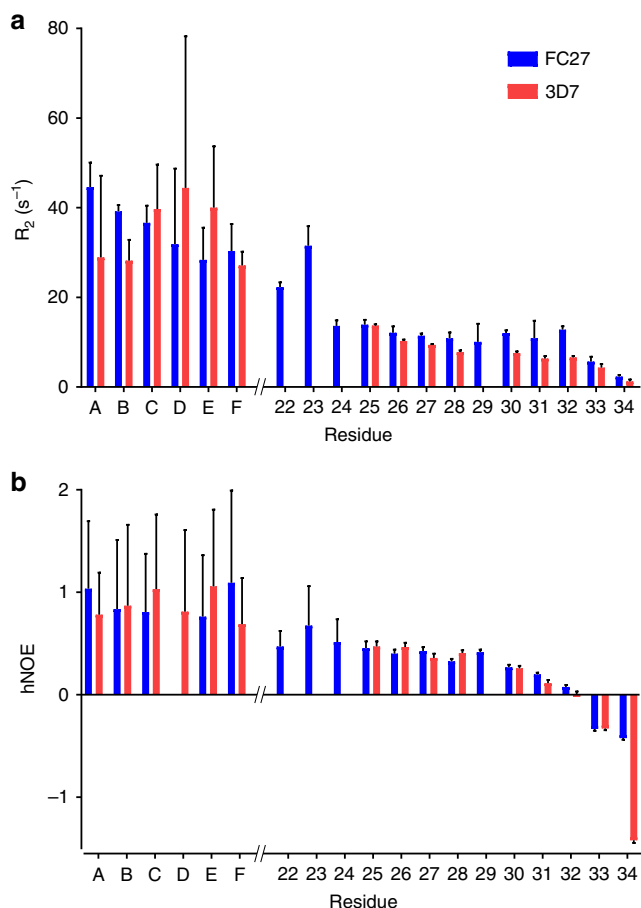 a
80
60
40
20
0
R₂ (s⁻¹)
FC27
3D7
A B C D E F 22 23 24 25 26 27 28 29 30 31 32 33 34
Residue
b
2
1
0
−1
hNOE
A B C D E F 22 23 24 25 26 27 28 29 30 31 32 33 34
Residue